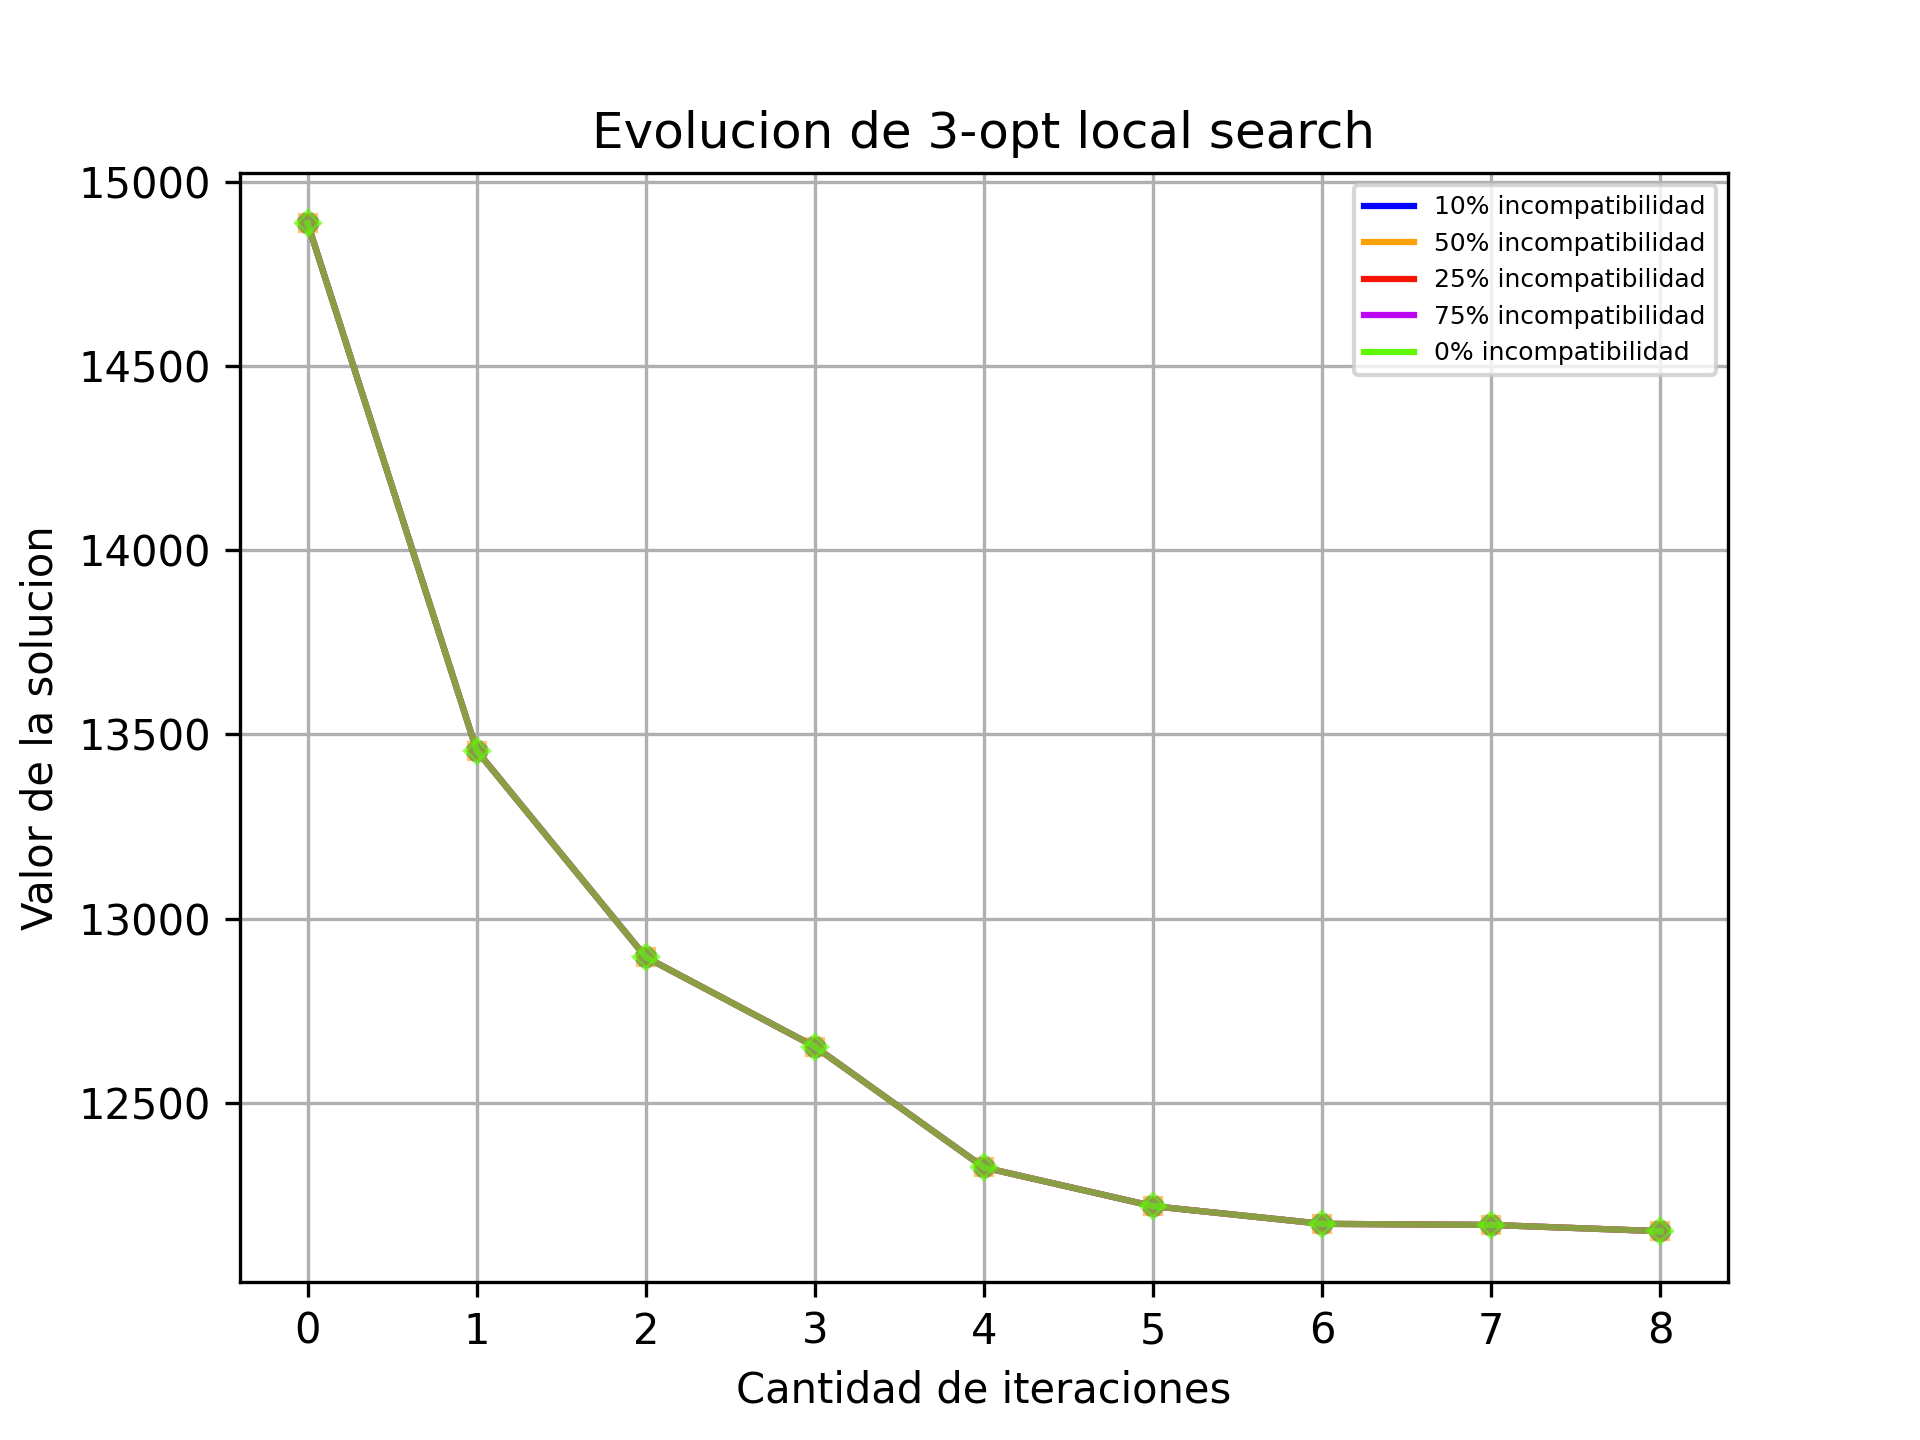 Evolucion de 3-opt local search
15000
14500
14000
13500
13000
12500
Valor de la solucion
10% incompatibilidad
50% incompatibilidad
25% incompatibilidad
75% incompatibilidad
0% incompatibilidad
0 1 2 3 4 5 6 7 8
Cantidad de iteraciones